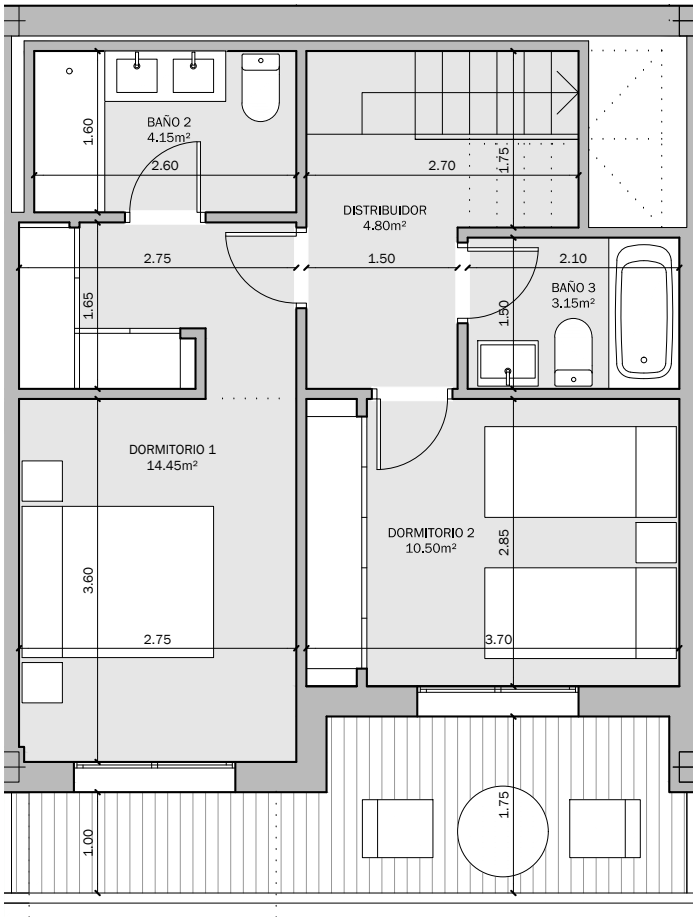 BAÑO 2
4.15m²
1.60
2.60
2.70
1.75
DISTRIBUIDOR
4.80m²
2.75
1.50
2.10
1.65
1.50
BAÑO 3
3.15m²
DORMITORIO 1
14.45m²
DORMITORIO 2
10.50m²
2.85
3.60
2.75
3.70
1.75
1.00